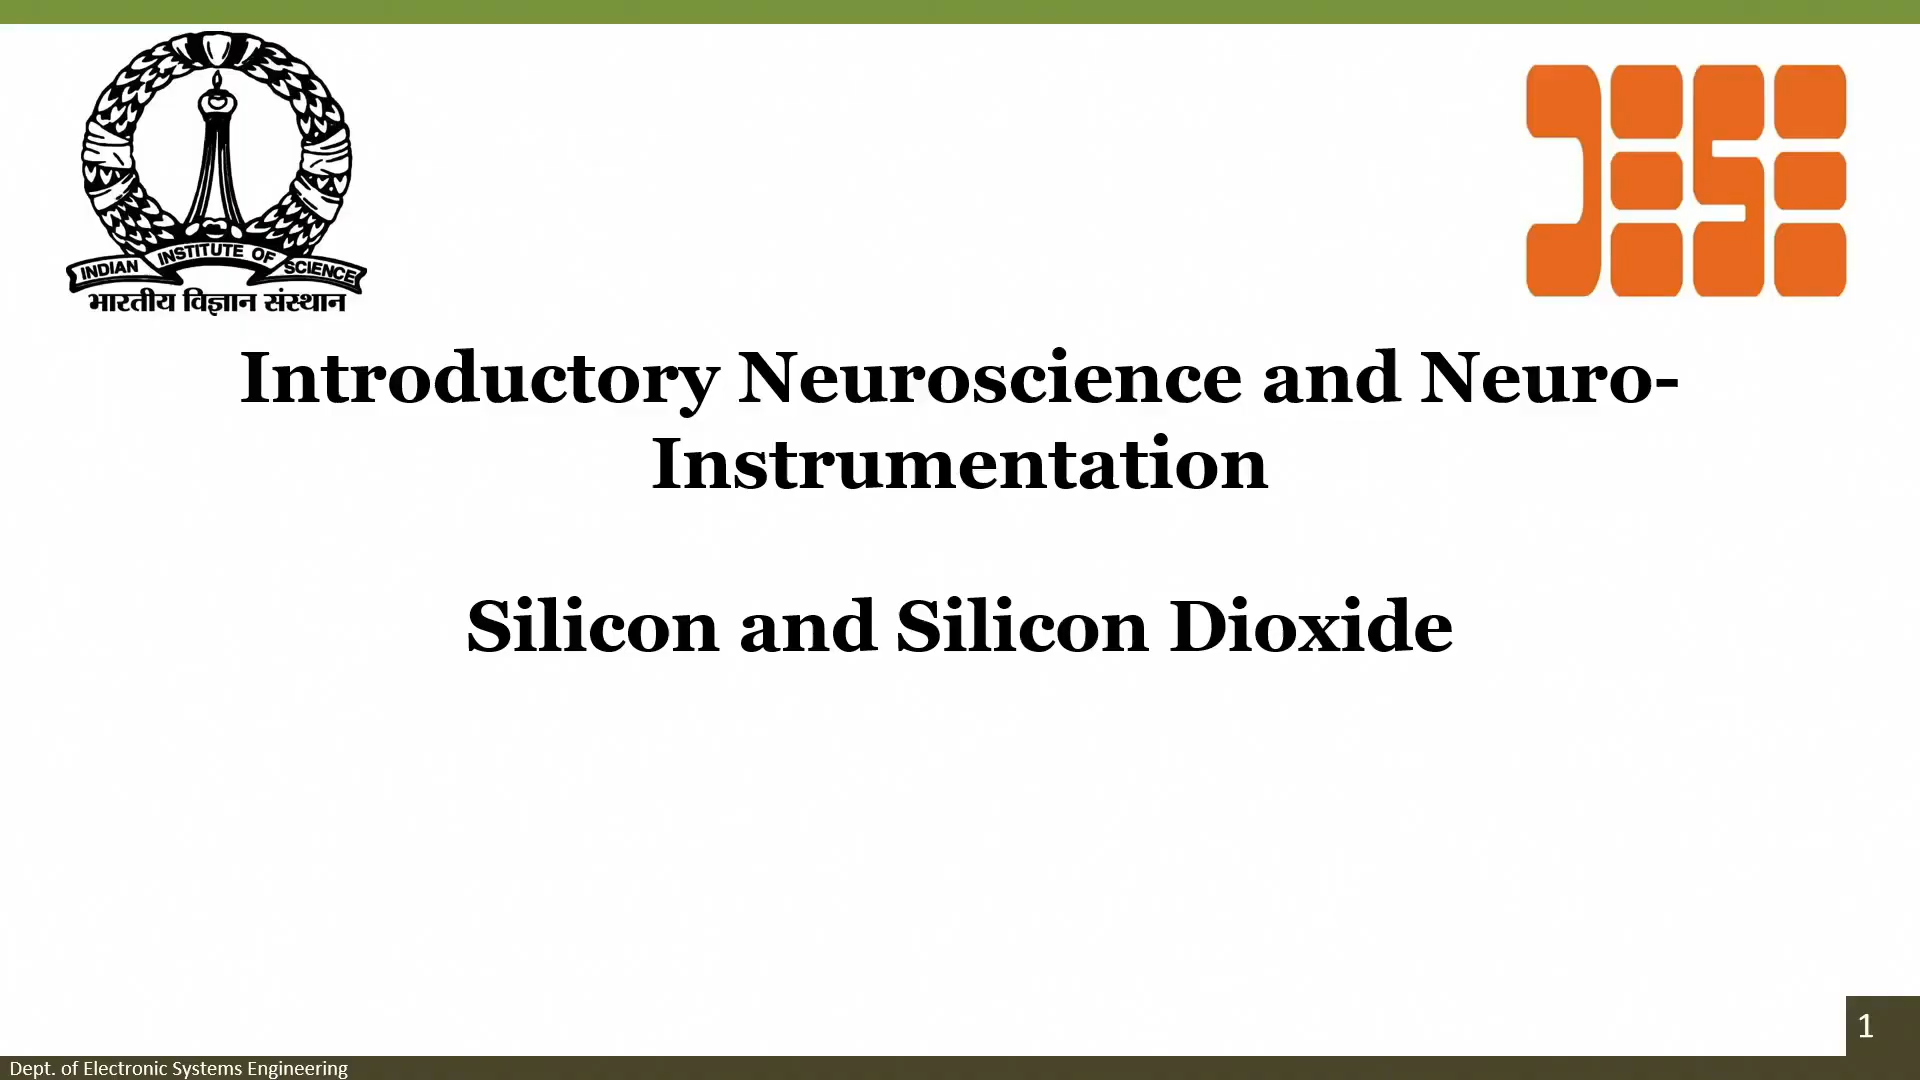 INDIAN INSTITUTE OF SCIENCE
भारतीय विज्ञान संस्थान
DESE
Introductory Neuroscience and Neuro-
Instrumentation
Silicon and Silicon Dioxide
1
Dept. of Electronic Systems Engineering